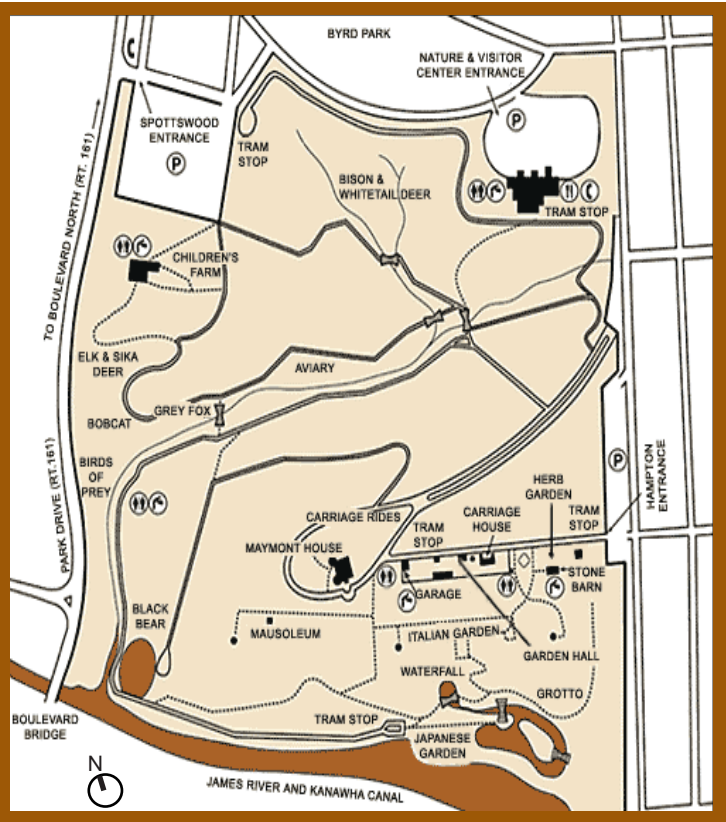 BYRD PARK
NATURE & VISITOR
CENTER ENTRANCE
P
SPOTTSWOOD
ENTRANCE
P
TRAM
STOP
BISON &
WHITETAIL DEER
TRAM STOP
TO BOULEVARD NORTH (RT. 161)
CHILDREN'S
FARM
ELK & SIKA
DEER
AVIARY
GREY FOX
BOBCAT
BIRDS
OF
PREY
PARK DRIVE (RT.161)
P
HAMPTON
ENTRANCE
HERB
GARDEN
CARRIAGE RIDES
TRAM
STOP
CARRIAGE
HOUSE
TRAM
STOP
MAYMONT HOUSE
STONE
BARN
GARAGE
BLACK
BEAR
MAUSOLEUM
ITALIAN GARDEN
GARDEN HALL
WATERFALL
GROTTO
TRAM STOP
JAPANESE
GARDEN
BOULEVARD
BRIDGE
N
JAMES RIVER AND KANAWHA CANAL